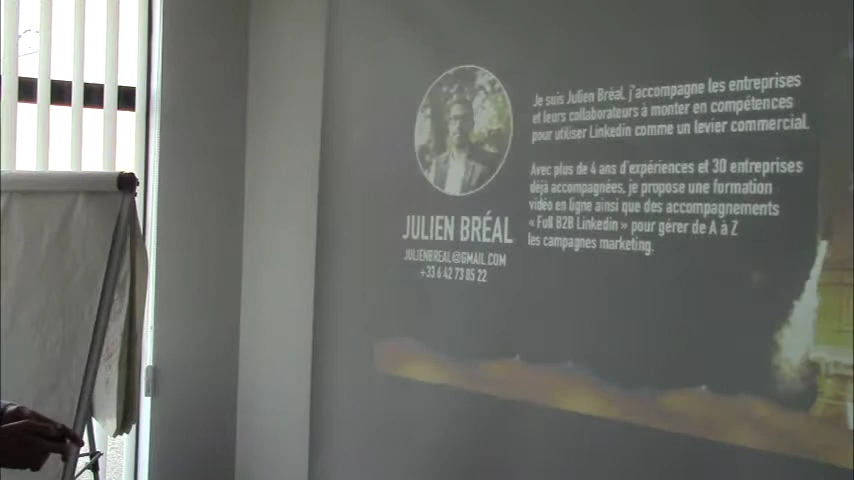 Je suis Julien Bréal, j'accompagne les entreprises
et leurs collaborateurs à monter en compétences
pour utiliser Linkedin comme un levier commercial.
Avec plus de 4 ans d'expériences et 30 entreprises
déjà accompagnées, je propose une formation
vidéo en ligne ainsi que des accompagnements
« Full B2B Linkedin » pour gérer de A à Z
les campagnes marketing.
JULIEN BRÉAL
JULIENBREAL@GMAIL.COM
+33 6 42 73 05 22